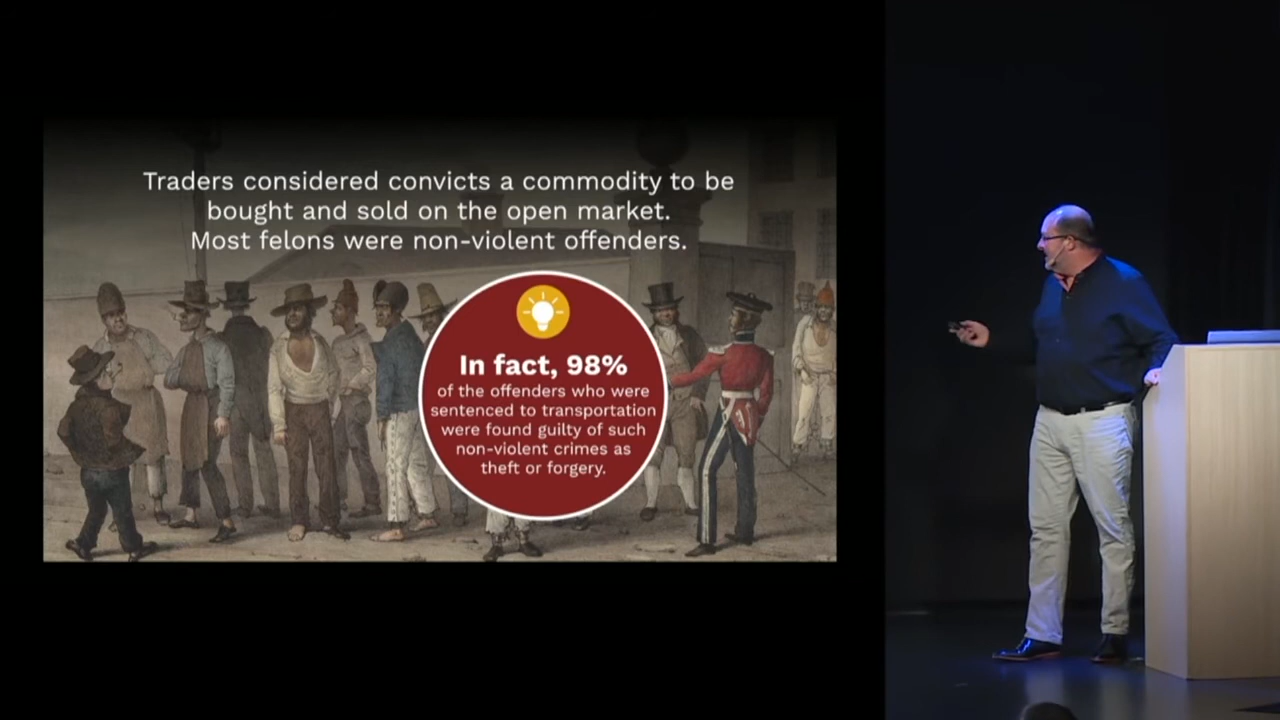 Traders considered convicts a commodity to be
bought and sold on the open market.
Most felons were non-violent offenders.
In fact, 98%
of the offenders who were
sentenced to transportation
were found guilty of such
non-violent crimes as
theft or forgery.